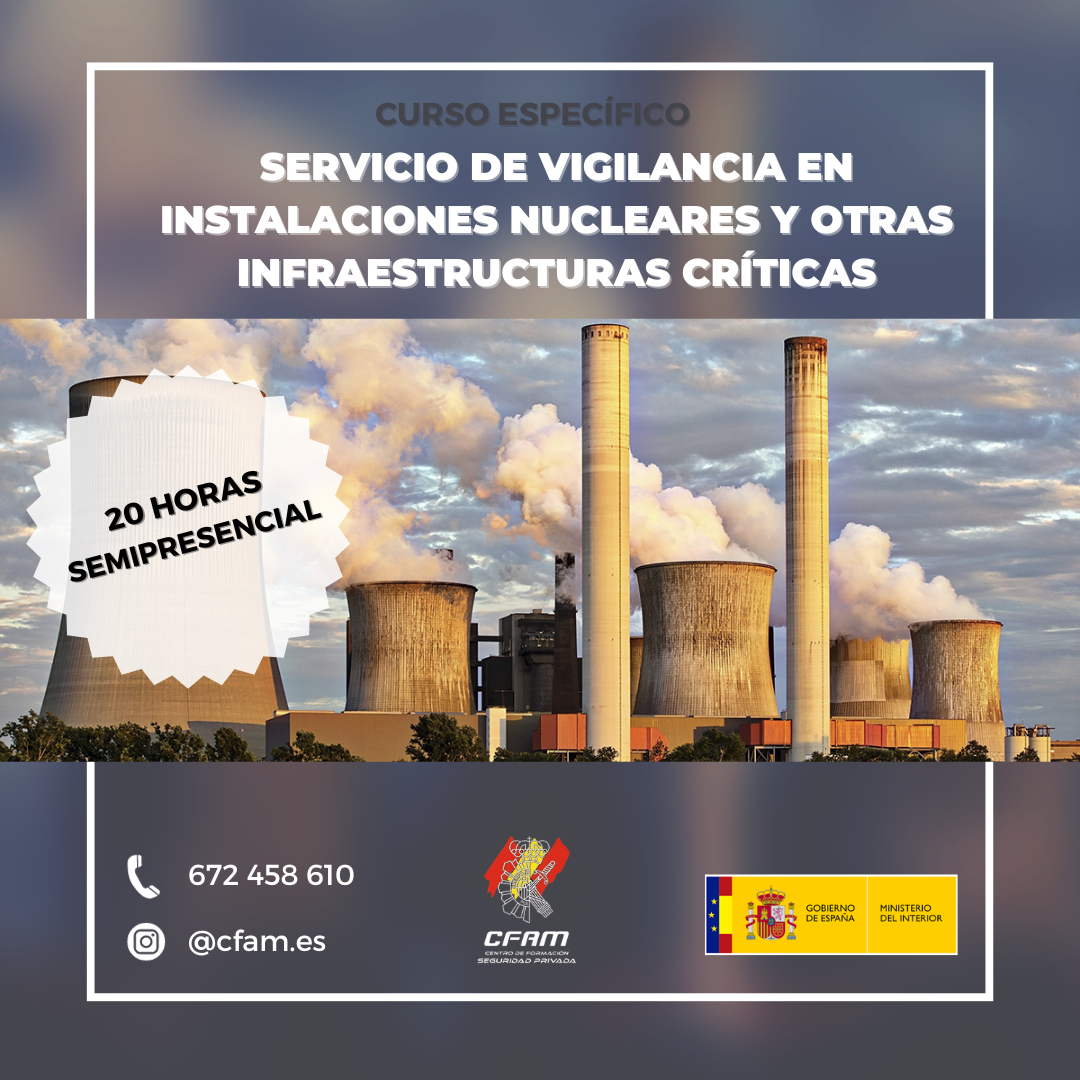 CURSO ESPECÍFICO
SERVICIO DE VIGILANCIA EN
INSTALACIONES NUCLEARES Y OTRAS
INFRAESTRUCTURAS CRÍTICAS
20 HORAS
SEMIPRESENCIAL
672 458 610
@cfam.es
CFAM
CENTRO DE FORMACIÓN
SEGURIDAD PRIVADA
GOBIERNO
DE ESPAÑA
MINISTERIO
DEL INTERIOR